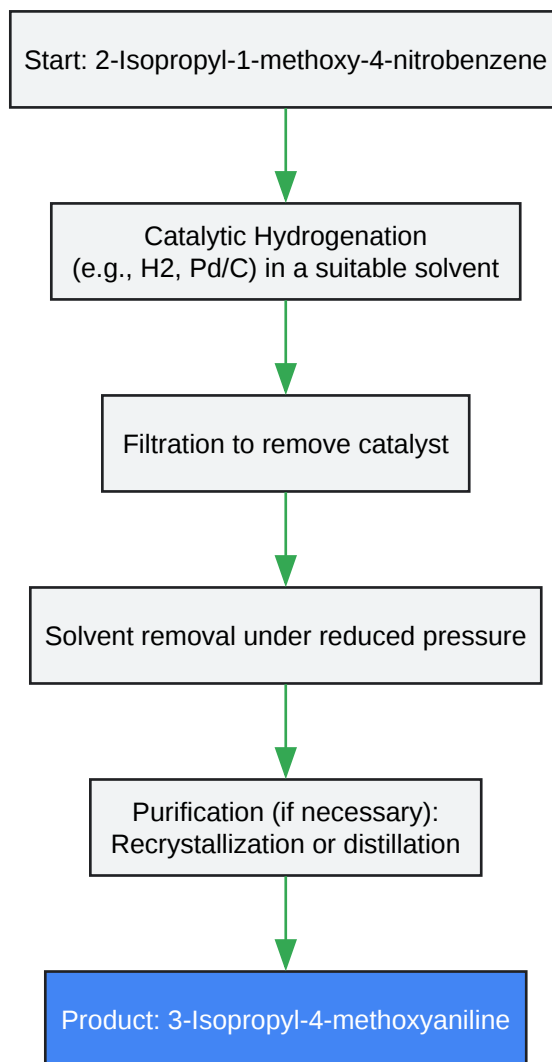 Start: 2-Isopropyl-1-methoxy-4-nitrobenzene
Catalytic Hydrogenation
(e.g., H2, Pd/C) in a suitable solvent
Filtration to remove catalyst
Solvent removal under reduced pressure
Purification (if necessary):
Recrystallization or distillation
Product: 3-Isopropyl-4-methoxyaniline